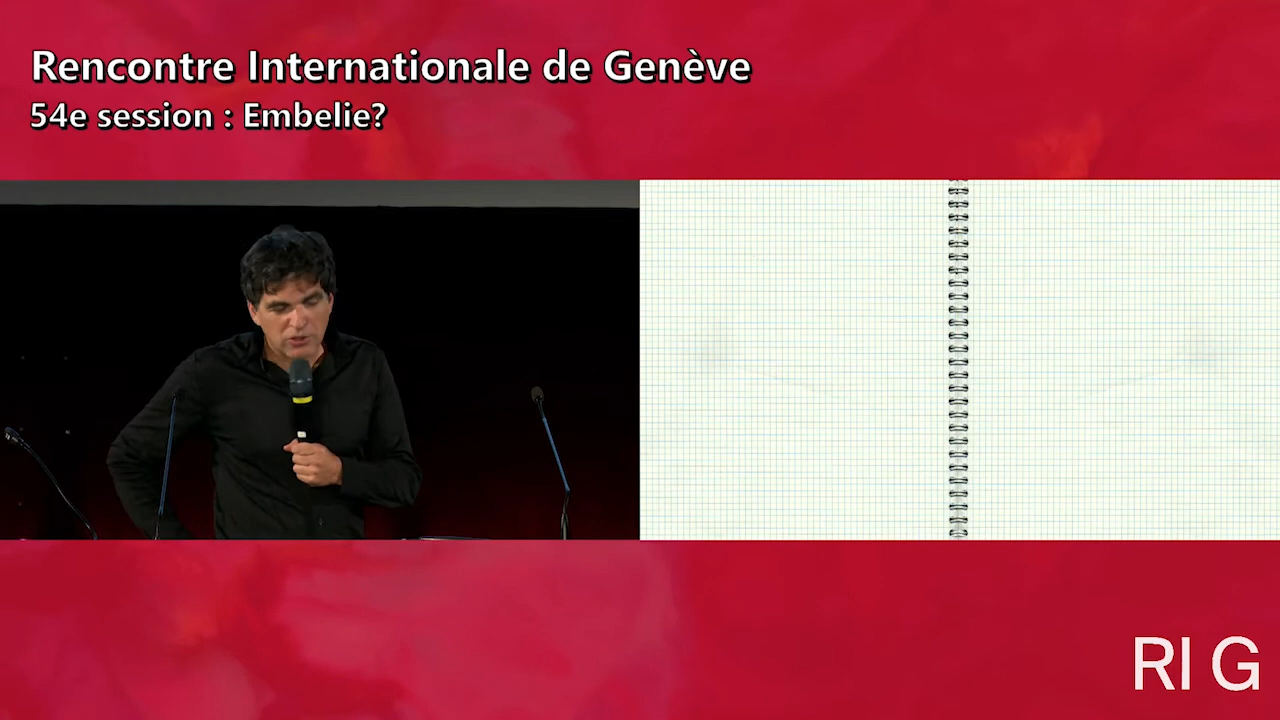 Rencontre Internationale de Genève
54e session : Embelie?
RI G